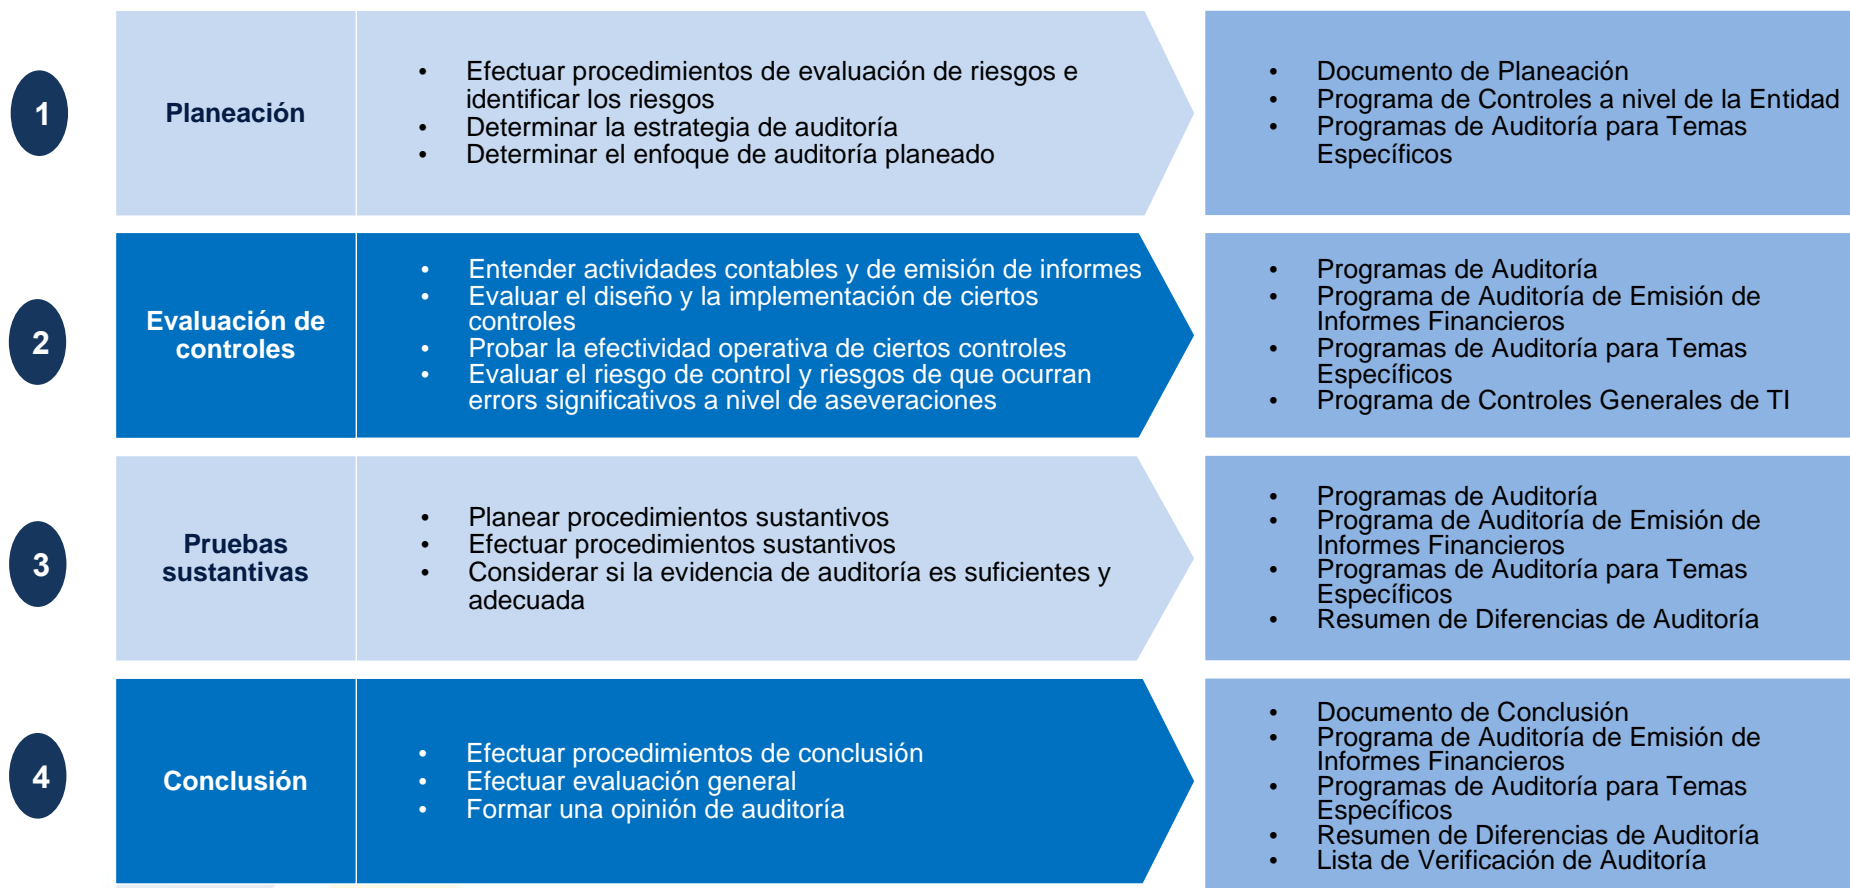 1
Planeación
• Efectuar procedimientos de evaluación de riesgos e
identificar los riesgos
• Determinar la estrategia de auditoría
• Determinar el enfoque de auditoría planeado
• Documento de Planeación
• Programa de Controles a nivel de la Entidad
• Programas de Auditoría para Temas
Específicos
2
Evaluación de
controles
• Entender actividades contables y de emisión de informes
• Evaluar el diseño y la implementación de ciertos
controles
• Probar la efectividad operativa de ciertos controles
• Evaluar el riesgo de control y riesgos de que ocurran
errors significativos a nivel de aseveraciones
• Programas de Auditoría
• Programa de Auditoría de Emisión de
Informes Financieros
• Programas de Auditoría para Temas
Específicos
• Programa de Controles Generales de TI
3
Pruebas
sustantivas
• Planear procedimientos sustantivos
• Efectuar procedimientos sustantivos
• Considerar si la evidencia de auditoría es suficientes y
adecuada
• Programas de Auditoría
• Programa de Auditoría de Emisión de
Informes Financieros
• Programas de Auditoría para Temas
Específicos
• Resumen de Diferencias de Auditoría
4
Conclusión
• Efectuar procedimientos de conclusión
• Efectuar evaluación general
• Formar una opinión de auditoría
• Documento de Conclusión
• Programa de Auditoría de Emisión de
Informes Financieros
• Programas de Auditoría para Temas
Específicos
• Resumen de Diferencias de Auditoría
• Lista de Verificación de Auditoría